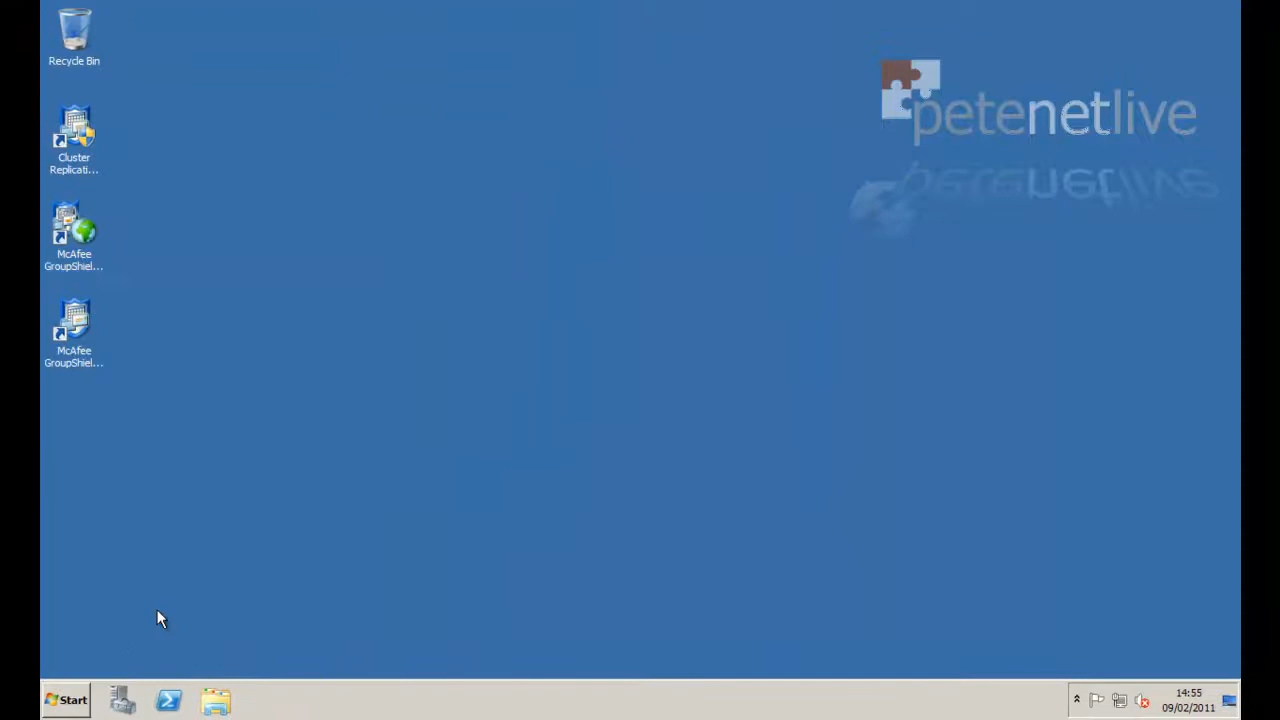 Recycle Bin
petenetlive
Cluster
Replicati...
McAfee
GroupShiel...
McAfee
GroupShiel...
Start
14:55
09/02/2011